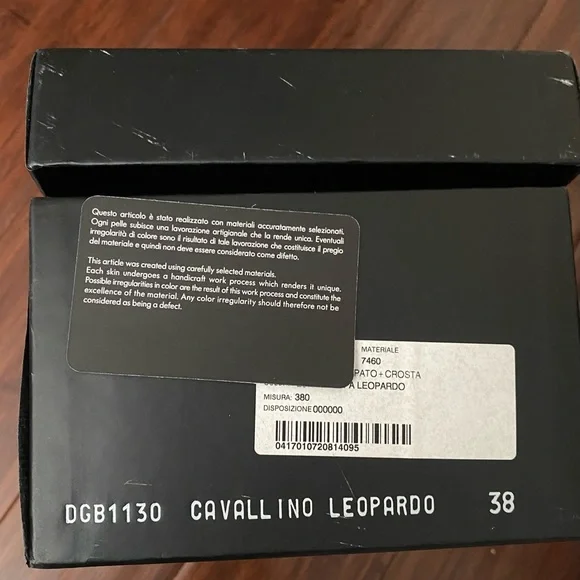 Questo articolo è stato realizzato con materiali accuratamente selezionati.
Ogni pelle subisce una lavorazione artigianale che la rende unica. Eventuali
irregolarità di colore sono il risultato di tale lavorazione che costituisce il pregio
del materiale e quindi non deve essere considerato come difetto.
This article was created using carefully selected materials.
Each skin undergoes a handicraft work process which renders it unique.
Possible irregularities in color are the result of this work process and constitute the
excellence of the material. Any color irregularity should therefore not be
considered as being a defect.
MATERIALE
7460
PATO + CROSTA
A LEOPARDO
MISURA: 380
DISPOSIZIONE 000000
0417010720814095
DGB1130 CAVALLINO LEOPARDO 38